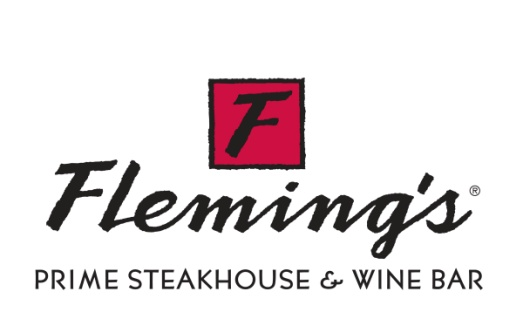 F
Fleming's®
PRIME STEAKHOUSE & WINE BAR